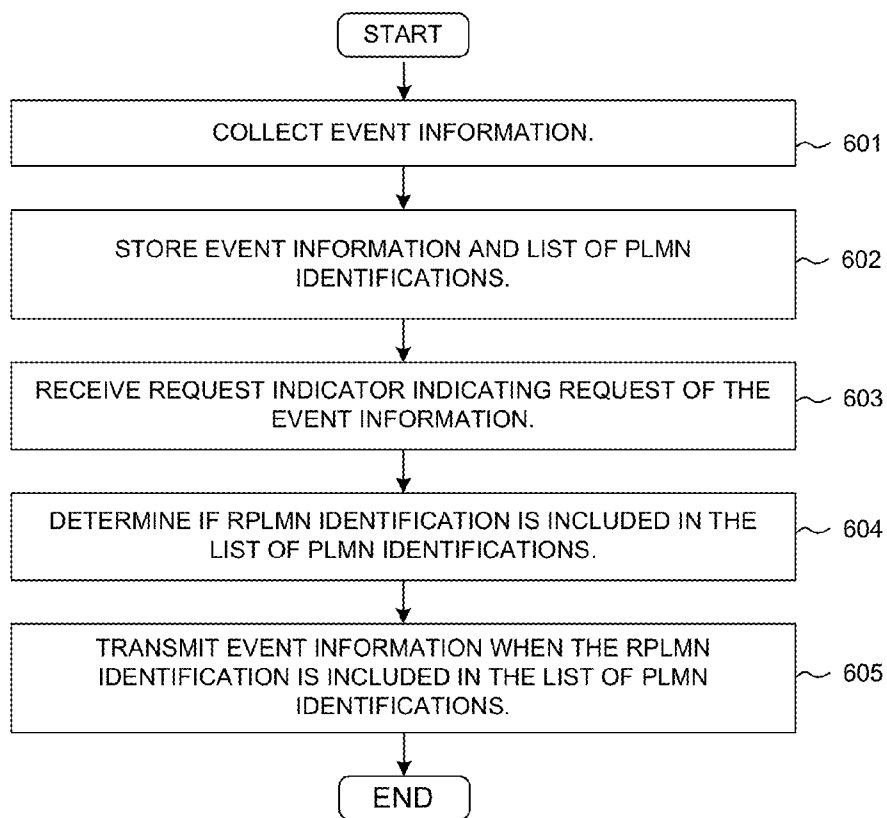 START
COLLECT EVENT INFORMATION.
601
STORE EVENT INFORMATION AND LIST OF PLMN
IDENTIFICATIONS.
602
RECEIVE REQUEST INDICATOR INDICATING REQUEST OF THE
EVENT INFORMATION.
603
DETERMINE IF RPLMN IDENTIFICATION IS INCLUDED IN THE
LIST OF PLMN IDENTIFICATIONS.
604
TRANSMIT EVENT INFORMATION WHEN THE RPLMN
IDENTIFICATION IS INCLUDED IN THE LIST OF PLMN
IDENTIFICATIONS.
605
END